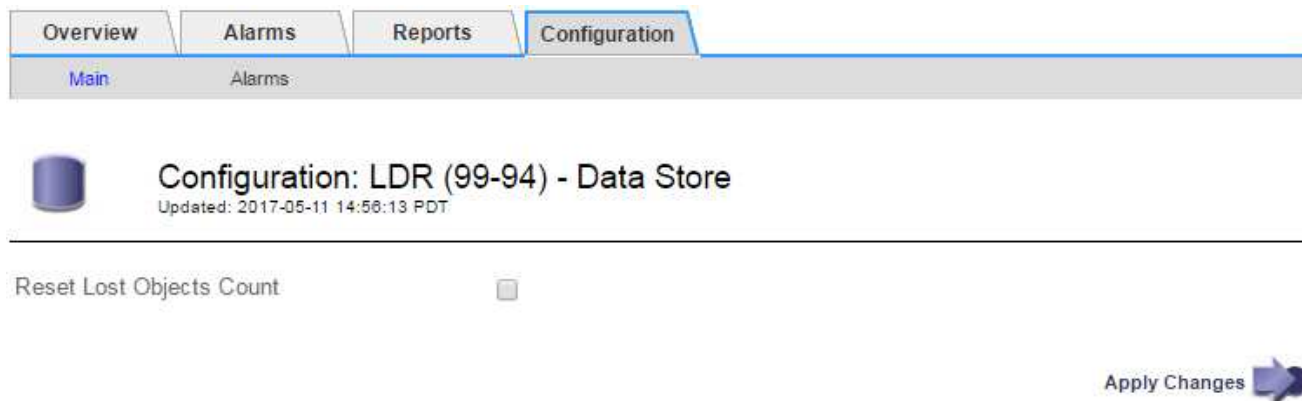 Overview Alarms Reports Configuration
Main Alarms
Configuration: LDR (99-94) - Data Store
Updated: 2017-05-11 14:56:13 PDT
Reset Lost Objects Count
Apply Changes